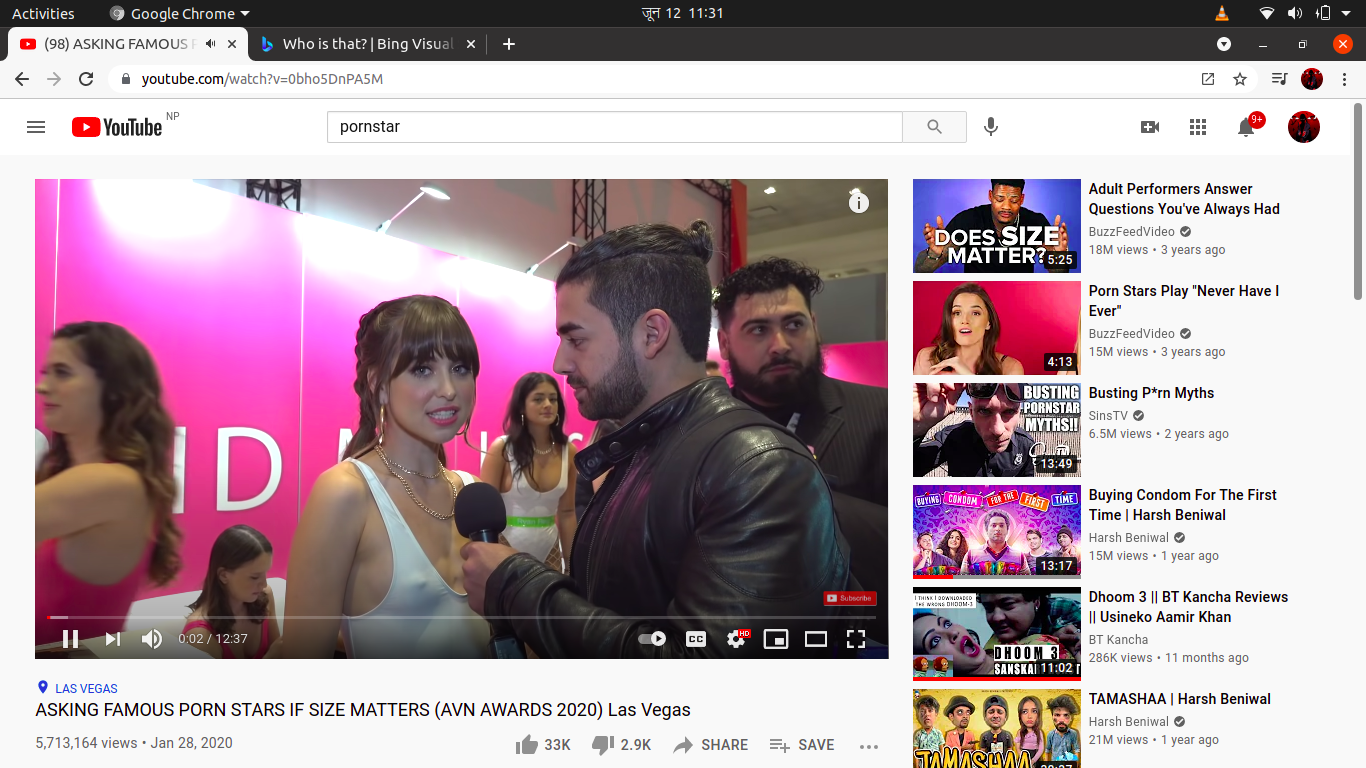 Activities
Google Chrome
जून 12 11:31
(98) ASKING FAMOUS P
Who is that? | Bing Visual
youtube.com/watch?v=0bho5DnPA5M
YouTube NP
pornstar
9+
ID M
Subscribe
0:02 / 12:37
CC
HD
LAS VEGAS
ASKING FAMOUS PORN STARS IF SIZE MATTERS (AVN AWARDS 2020) Las Vegas
5,713,164 views • Jan 28, 2020
33K
2.9K
SHARE
SAVE
DOES SIZE
MATTER?
5:25
Adult Performers Answer
Questions You've Always Had
BuzzFeedVideo
18M views • 3 years ago
4:13
Porn Stars Play "Never Have I
Ever"
BuzzFeedVideo
15M views • 3 years ago
BUSTING
PORNSTAR
MYTHS!!
13:49
Busting P*rn Myths
SinsTV
6.5M views • 2 years ago
BUYING CONDOM FOR THE FIRST TIME
13:17
Buying Condom For The First
Time | Harsh Beniwal
Harsh Beniwal
15M views • 1 year ago
I THINK I DOWNLOADED
THE WRONG DHOOM-3
DHOOM 3
11:02
Dhoom 3 || BT Kancha Reviews
|| Usineko Aamir Khan
BT Kancha
286K views • 11 months ago
TAMASHAA
TAMASHAA | Harsh Beniwal
Harsh Beniwal
21M views • 1 year ago